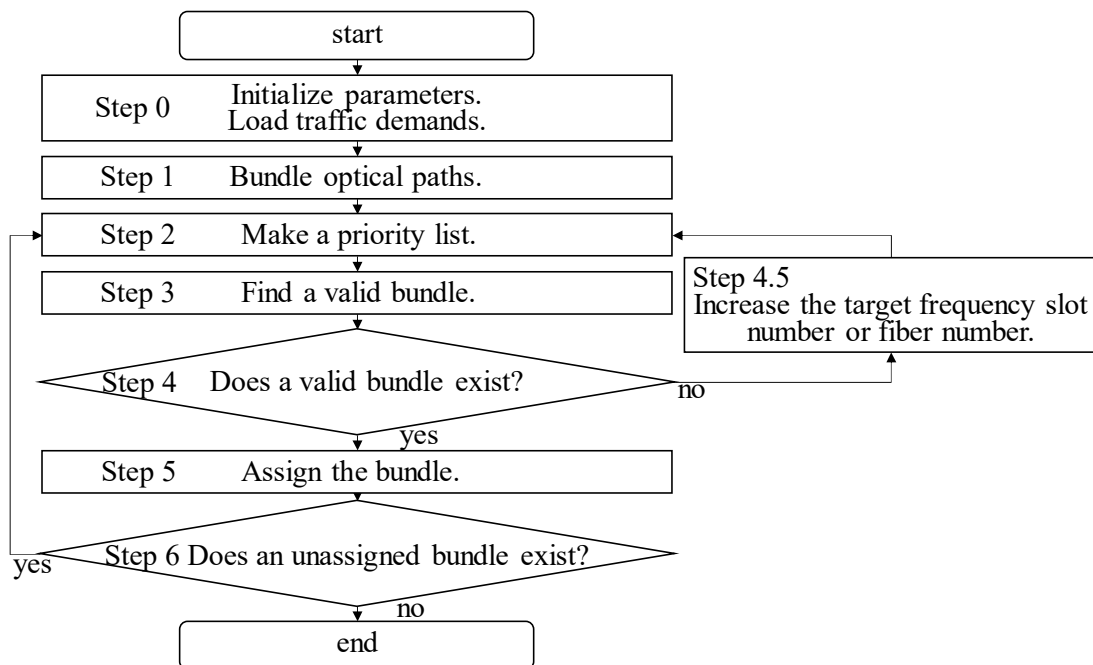 start
Step 0 Initialize parameters.
Load traffic demands.
Step 1 Bundle optical paths.
Step 2 Make a priority list.
Step 3 Find a valid bundle.
Step 4.5
Increase the target frequency slot
number or fiber number.
Step 4 Does a valid bundle exist?
no
yes
Step 5 Assign the bundle.
Step 6 Does an unassigned bundle exist?
yes
no
end